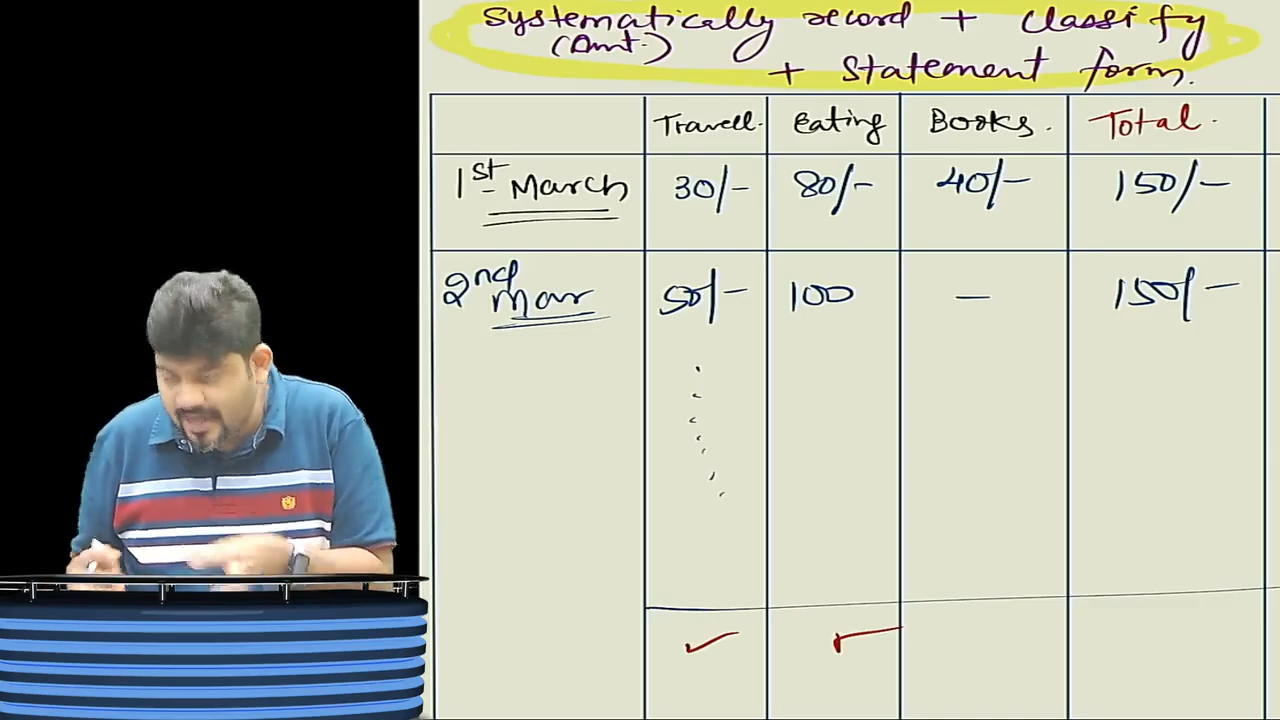 systematically record + classify
(Amt.)
+ statement form.
Travell. Eating Books. Total.
1st March 30/- 80/- 40/- 150/-
2nd Mar 50/- 100 - 150/-